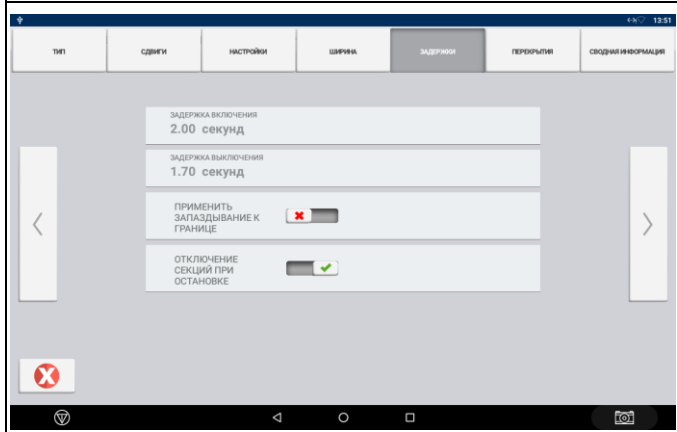 13:51
ТИП
СДВИГИ
НАСТРОЙКИ
ШИРИНА
ЗАДЕРЖКИ
ПЕРЕКРЫТИЯ
СВОДНАЯ ИНФОРМАЦИЯ
ЗАДЕРЖКА ВКЛЮЧЕНИЯ
2.00 секунд
ЗАДЕРЖКА ВЫКЛЮЧЕНИЯ
1.70 секунд
ПРИМЕНИТЬ
ЗАПАЗДЫВАНИЕ К
ГРАНИЦЕ
ОТКЛЮЧЕНИЕ
СЕКЦИЙ ПРИ
ОСТАНОВКЕ